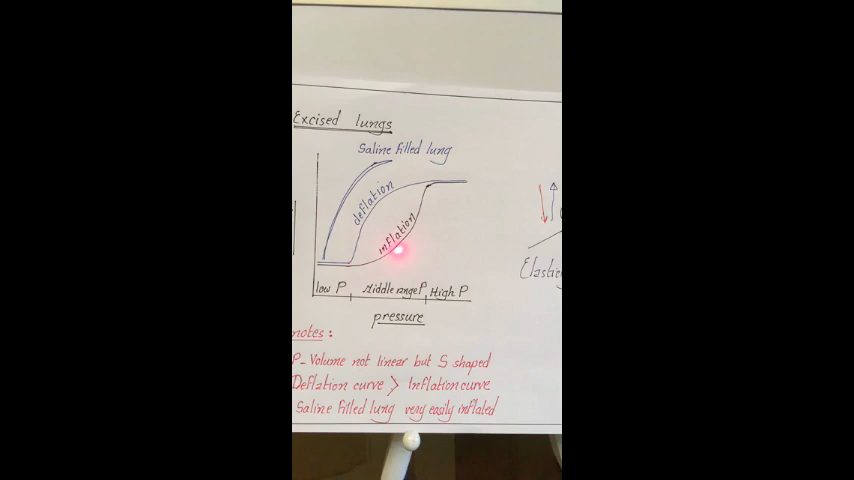 Excised lungs
Saline filled lung
deflation
inflation
low P Middle range P High P
pressure
notes :
P-Volume not linear but S shaped
Deflation curve > Inflation curve
Saline filled lung very easily inflated